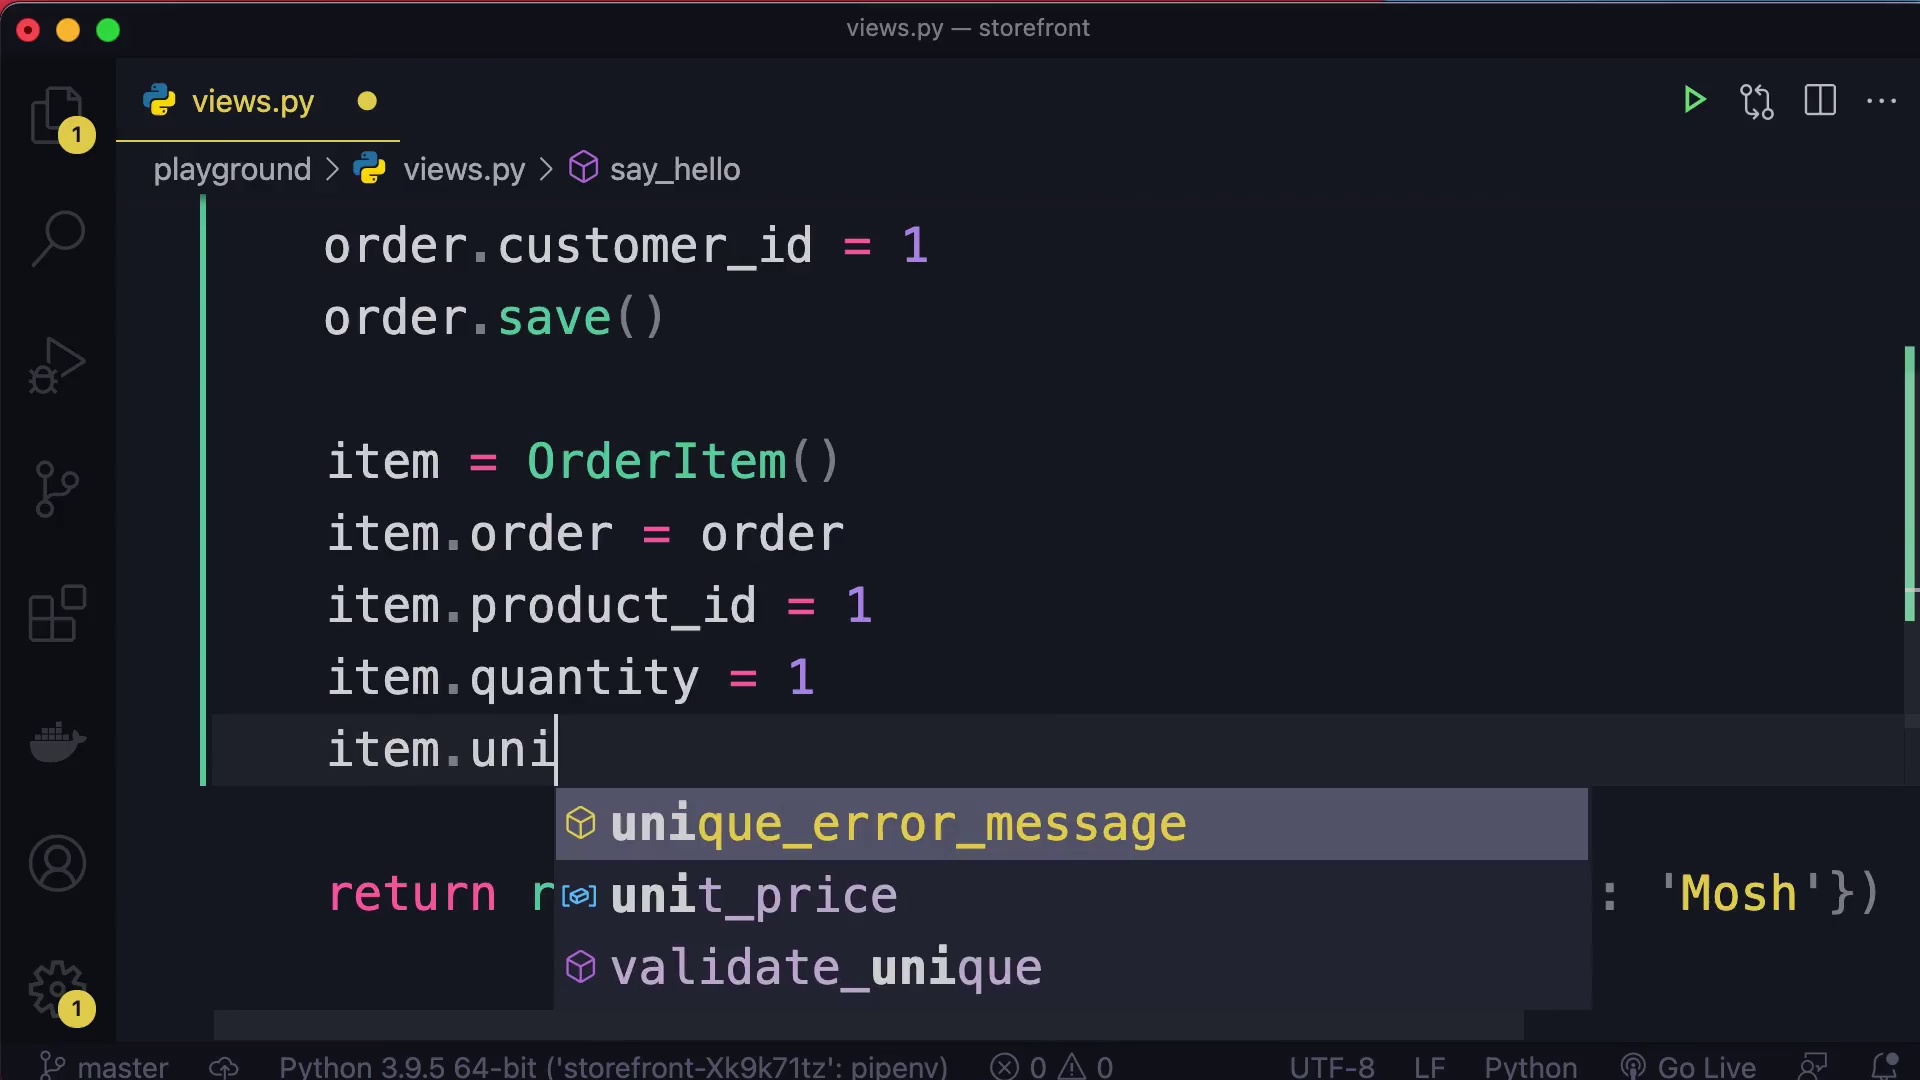 views.py — storefront
views.py
1
playground > views.py > say_hello
order.customer_id = 1
order.save()
item = OrderItem()
item.order = order
item.product_id = 1
item.quantity = 1
item.uni
unique_error_message
return r : 'Mosh'})
unit_price
validate_unique
1
master Python 3.9.5 64-bit ('storefront-Xk9k71tz': pipenv) 0 0 UTF-8 LF Python Go Live